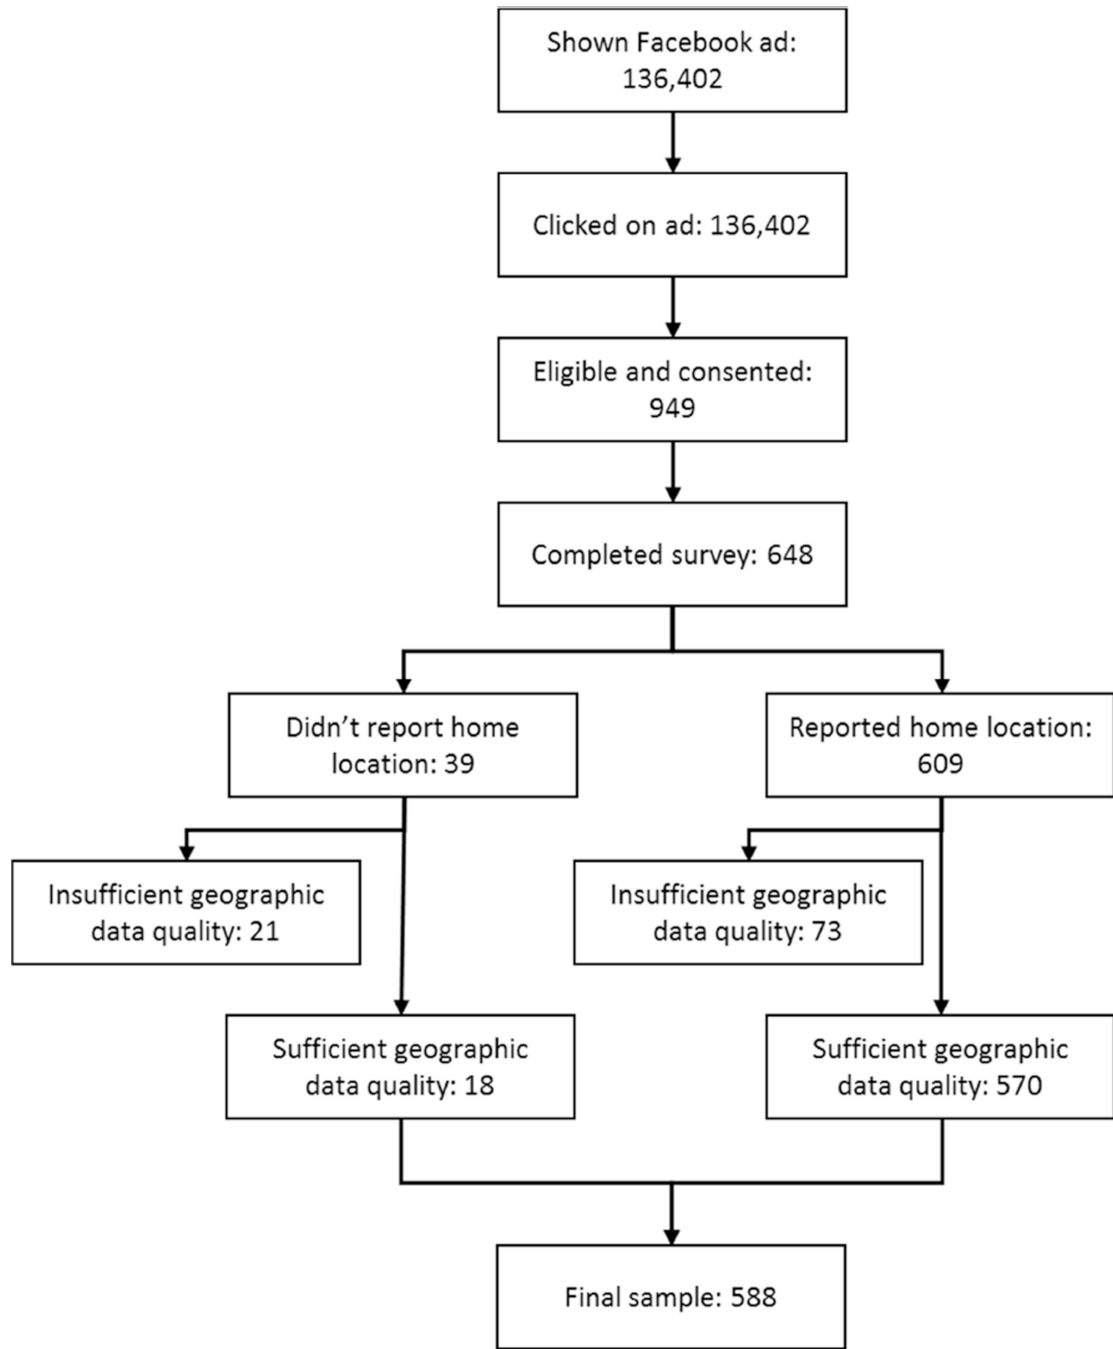 Shown Facebook ad:
136,402
Clicked on ad: 136,402
Eligible and consented:
949
Completed survey: 648
Didn’t report home
location: 39
Reported home location:
609
Insufficient geographic
data quality: 21
Insufficient geographic
data quality: 73
Sufficient geographic
data quality: 18
Sufficient geographic
data quality: 570
Final sample: 588